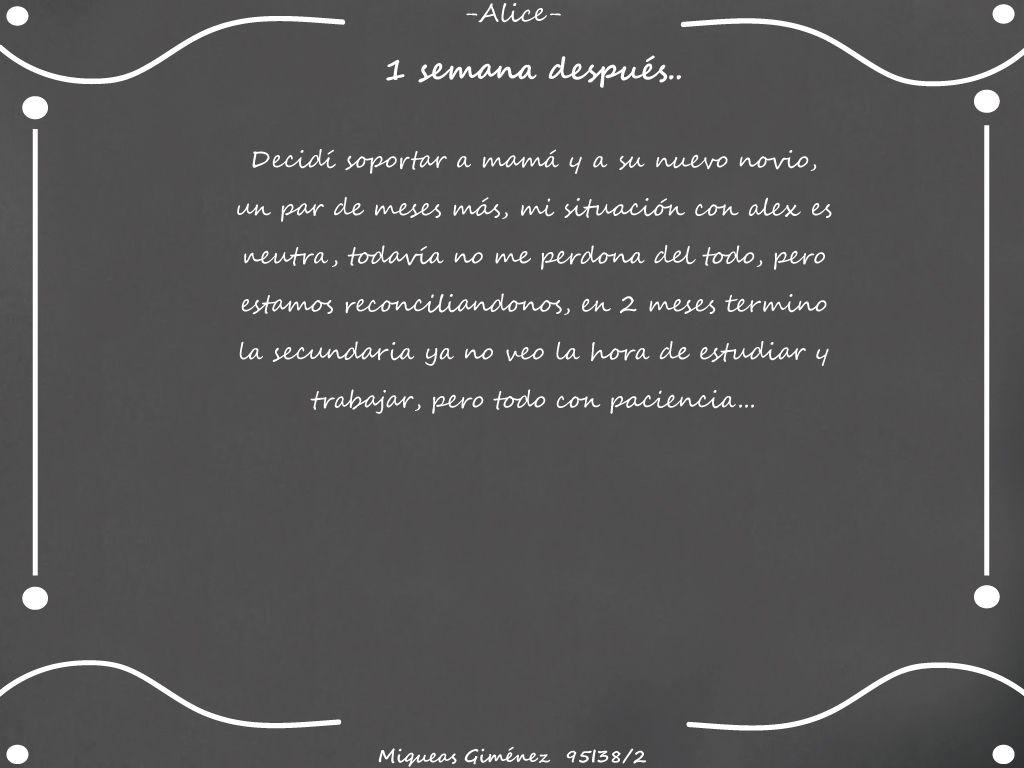 -Alice-
1 semana después..
Decidí soportar a mamá y a su nuevo novio,
un par de meses más, mi situación con alex es
neutra, todavía no me perdona del todo, pero
estamos reconciliandonos, en 2 meses termino
la secundaria ya no veo la hora de estudiar y
trabajar, pero todo con paciencia...
Miqueas Giménez 95138/2